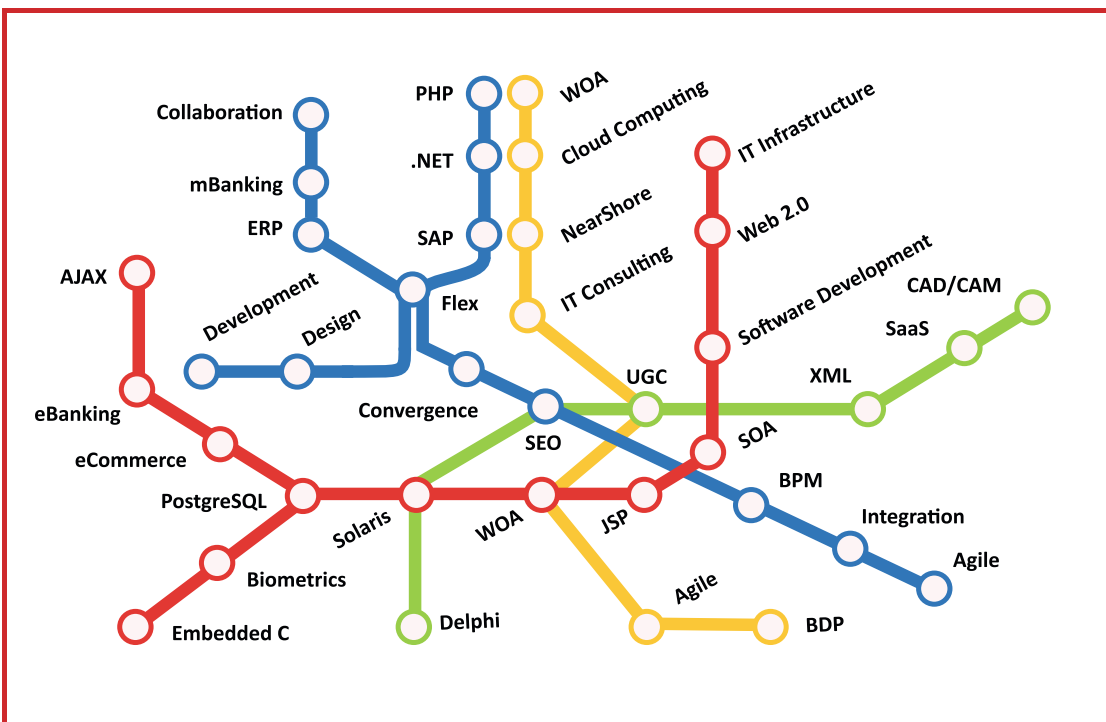 PHP
WOA
Collaboration
Cloud Computing
IT Infrastructure
.NET
mBanking
NearShore
Web 2.0
ERP
SAP
AJAX
IT Consulting
Software Development
CAD/CAM
Development
Design
Flex
SaaS
UGC
XML
eBanking
Convergence
SEO
SOA
eCommerce
BPM
PostgreSQL
Solaris
WOA
JSP
Integration
Agile
Biometrics
Agile
Embedded C
Delphi
BDP